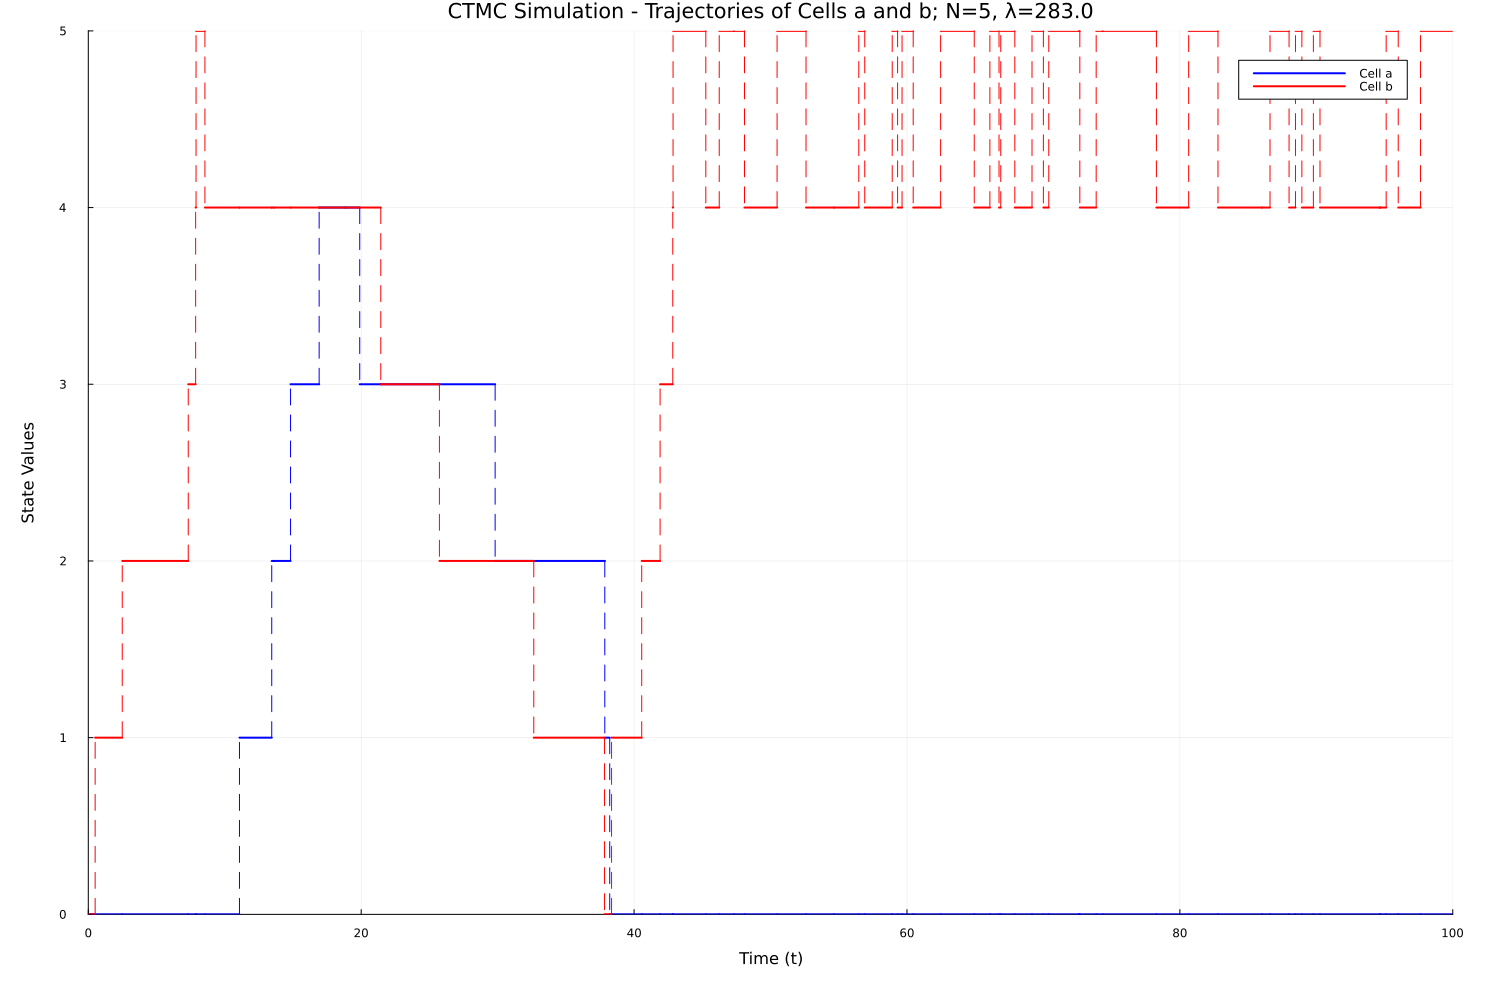 CTMC Simulation - Trajectories of Cells a and b; N=5, λ=283.0
5
4
3
2
1
0
State Values
Cell a
Cell b
0 20 40 60 80 100
Time (t)